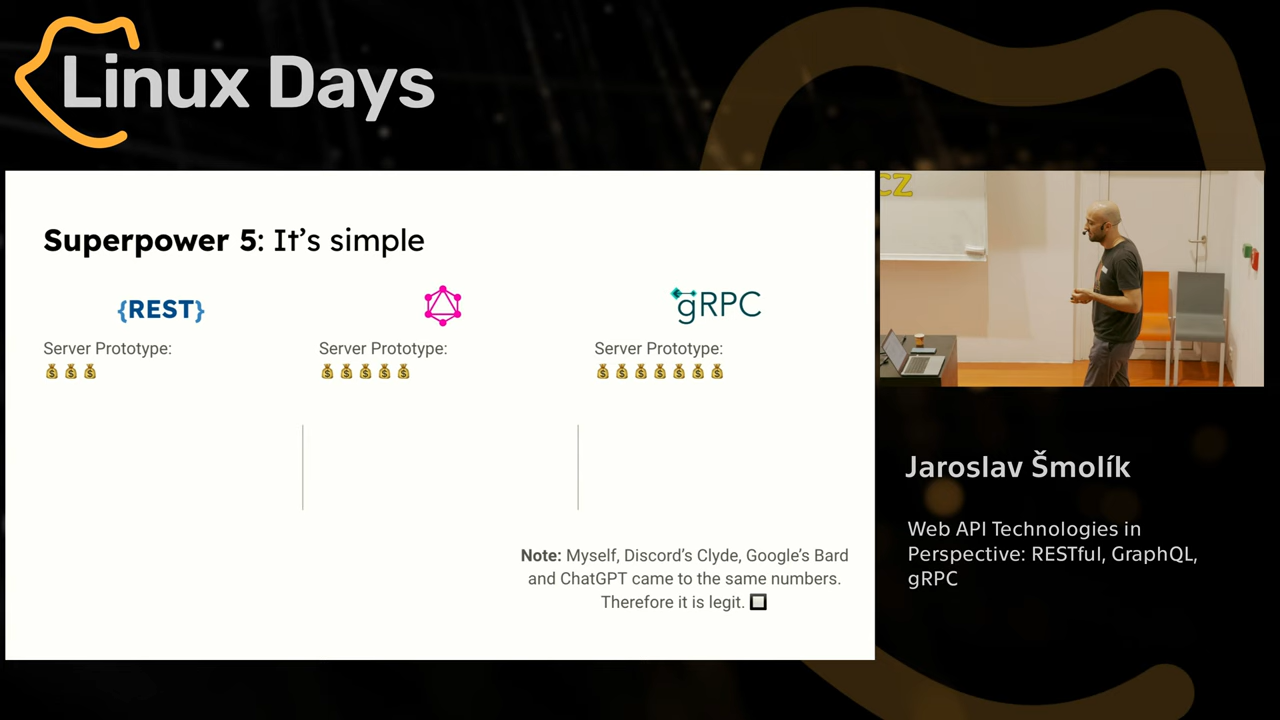 Linux Days
CZ
Superpower 5: It’s simple
{REST}
gRPC
Server Prototype:
Server Prototype:
Server Prototype:
Note: Myself, Discord’s Clyde, Google’s Bard
and ChatGPT came to the same numbers.
Therefore it is legit.
Jaroslav Šmolík
Web API Technologies in
Perspective: RESTful, GraphQL,
gRPC